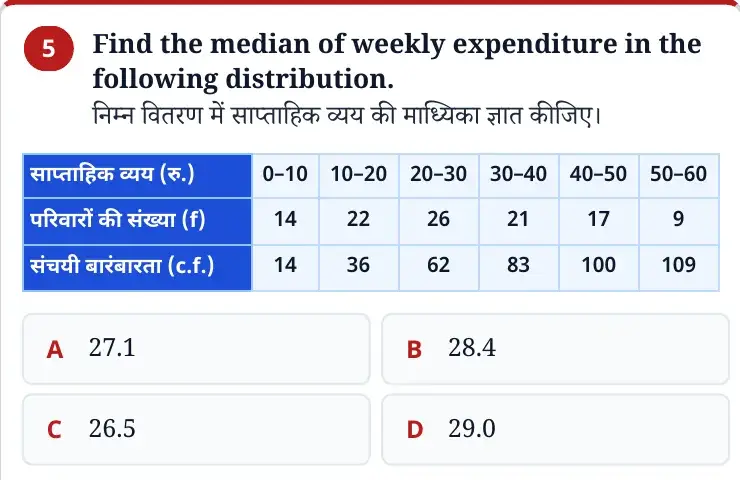 5 Find the median of weekly expenditure in the
following distribution.
निम्न वितरण में साप्ताहिक व्यय की माध्यिका ज्ञात कीजिए।
साप्ताहिक व्यय (रु.) 0–10 10–20 20–30 30–40 40–50 50–60
परिवारों की संख्या (f) 14 22 26 21 17 9
संचयी बारंबारता (c.f.) 14 36 62 83 100 109
A 27.1 B 28.4
C 26.5 D 29.0